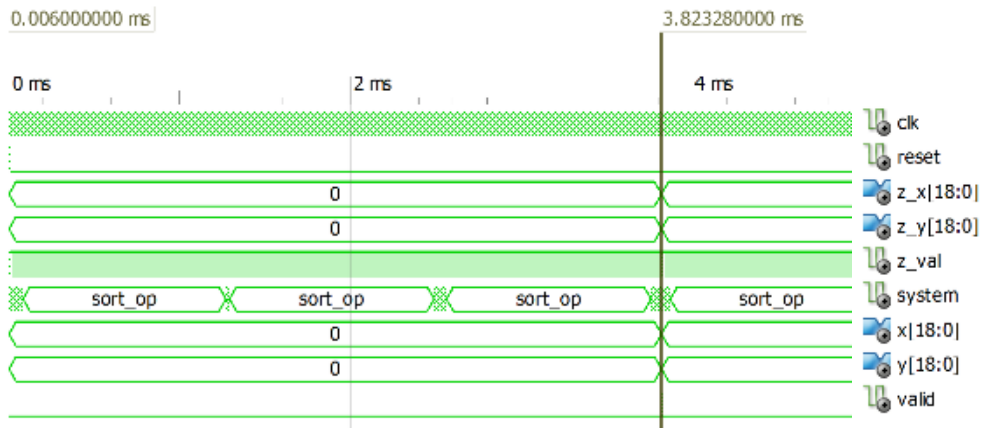 0.006000000 ms 3.823280000 ms
0 ms 2 ms 4 ms
clk
reset
0 z_x[18:0]
0 z_y[18:0]
z_val
sort_op sort_op sort_op sort_op system
0 x[18:0]
0 y[18:0]
valid